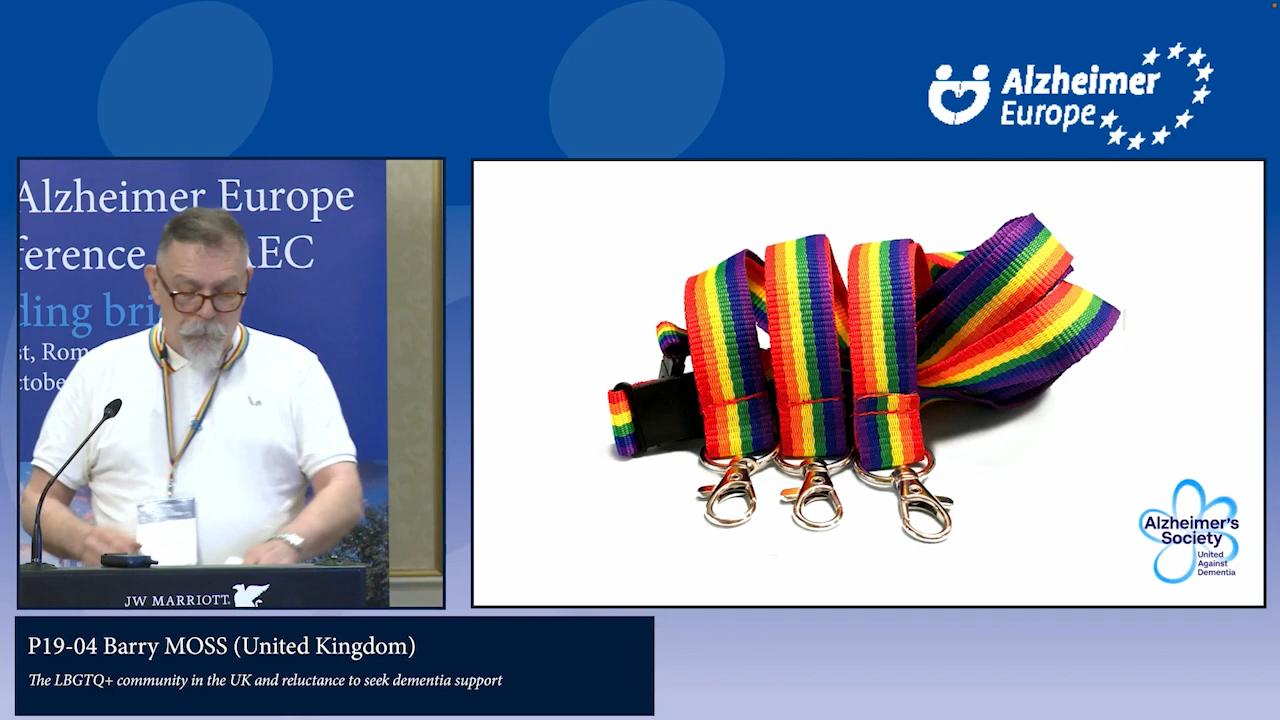 Alzheimer
Europe
Alzheimer Europe
ference AEC
ding bri
st, Rom
ctobe
JW MARRIOTT
Alzheimer's
Society
United
Against
Dementia
P19-04 Barry MOSS (United Kingdom)
The LBGTQ+ community in the UK and reluctance to seek dementia support